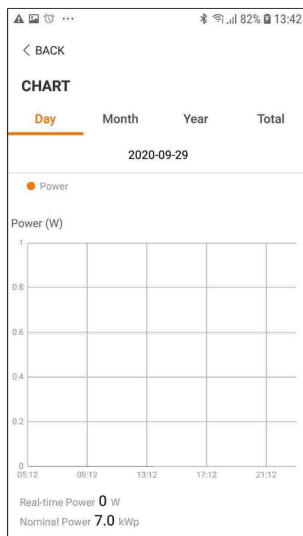 82% 13:42
< BACK
CHART
Day Month Year Total
2020-09-29
Power
Power (W)
1
0.8
0.6
0.4
0.2
0
05:12 09:12 13:12 17:12 21:12
Real-time Power 0 W
Nominal Power 7.0 kWp